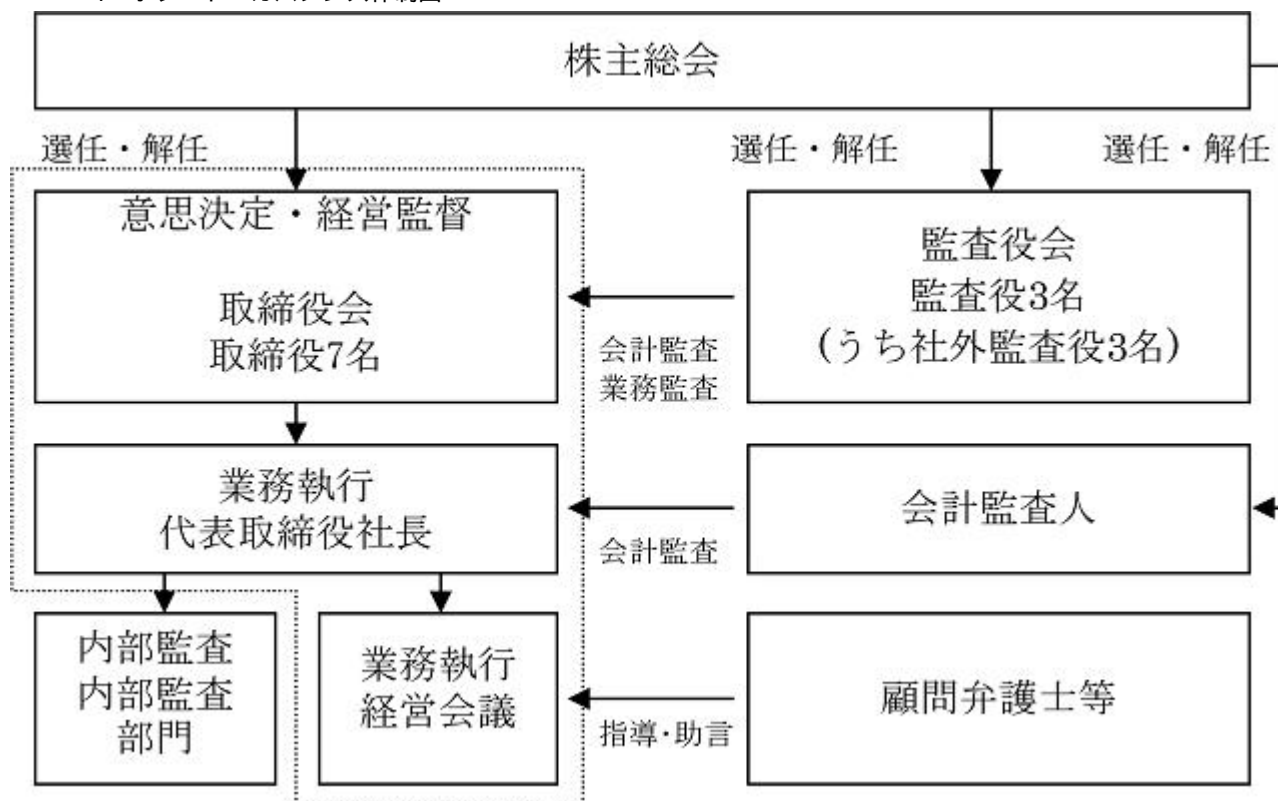 株主総会
選任・解任
選任・解任
選任・解任
意思決定・経営監督
取締役会
取締役7名
監査役会
監査役3名
(うち社外監査役3名)
会計監査
業務監査
業務執行
代表取締役社長
会計監査
会計監査人
内部監査
内部監査
部門
業務執行
経営会議
指導・助言
顧問弁護士等